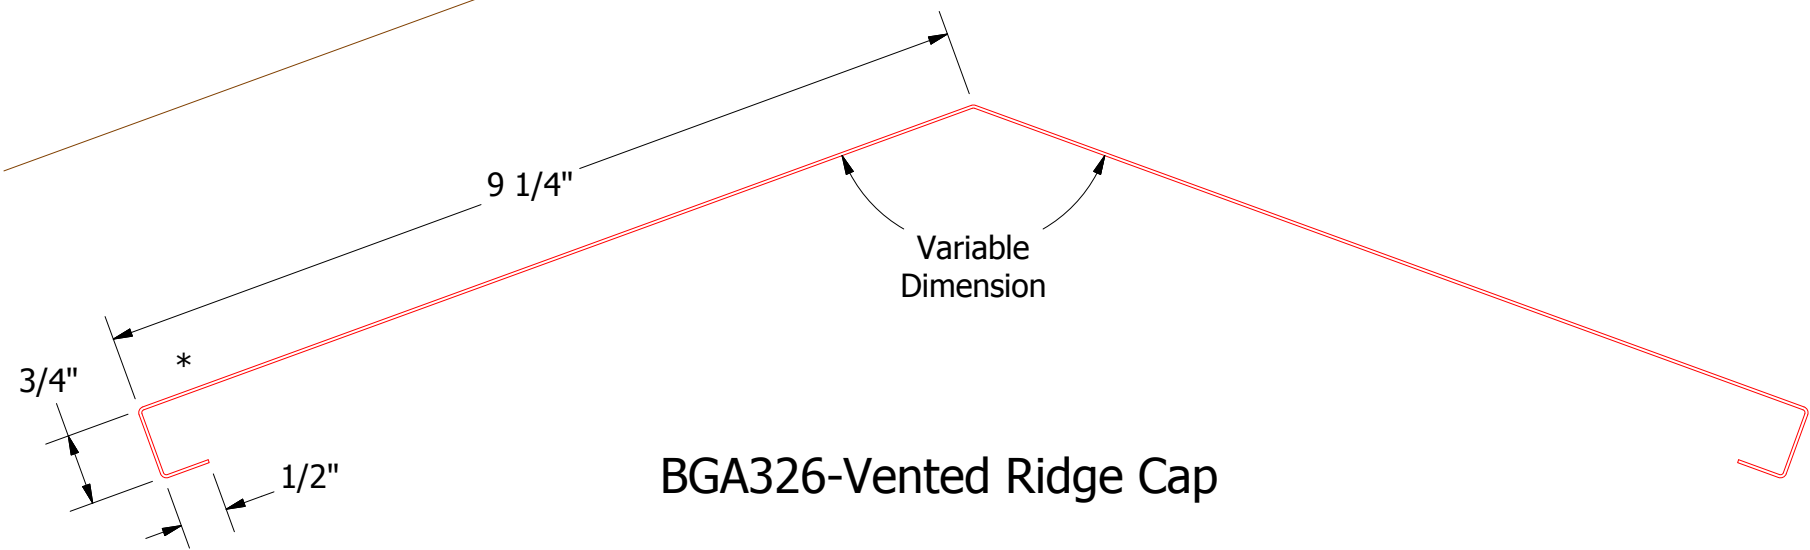 9 1/4"
Variable
Dimension
*
3/4"
1/2"
BGA326-Vented Ridge Cap